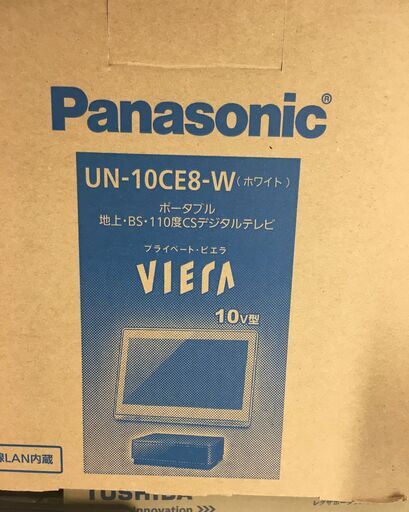 Panasonic®
UN-10CE8-W(ホワイト)
ポータブル
地上・BS・110度CSデジタルテレビ
プライベート・ビエラ
VIErA
10V型
線LAN内蔵
TOSHIBA
Innovation >>>